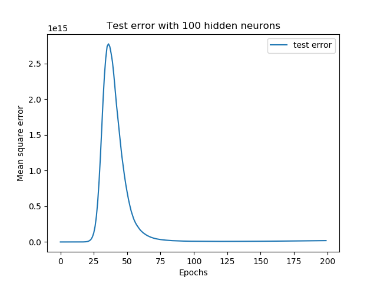 Test error with 100 hidden neurons
1e15
test error
2.5
2.0
1.5
1.0
0.5
0.0
Mean square error
0 25 50 75 100 125 150 175 200
Epochs